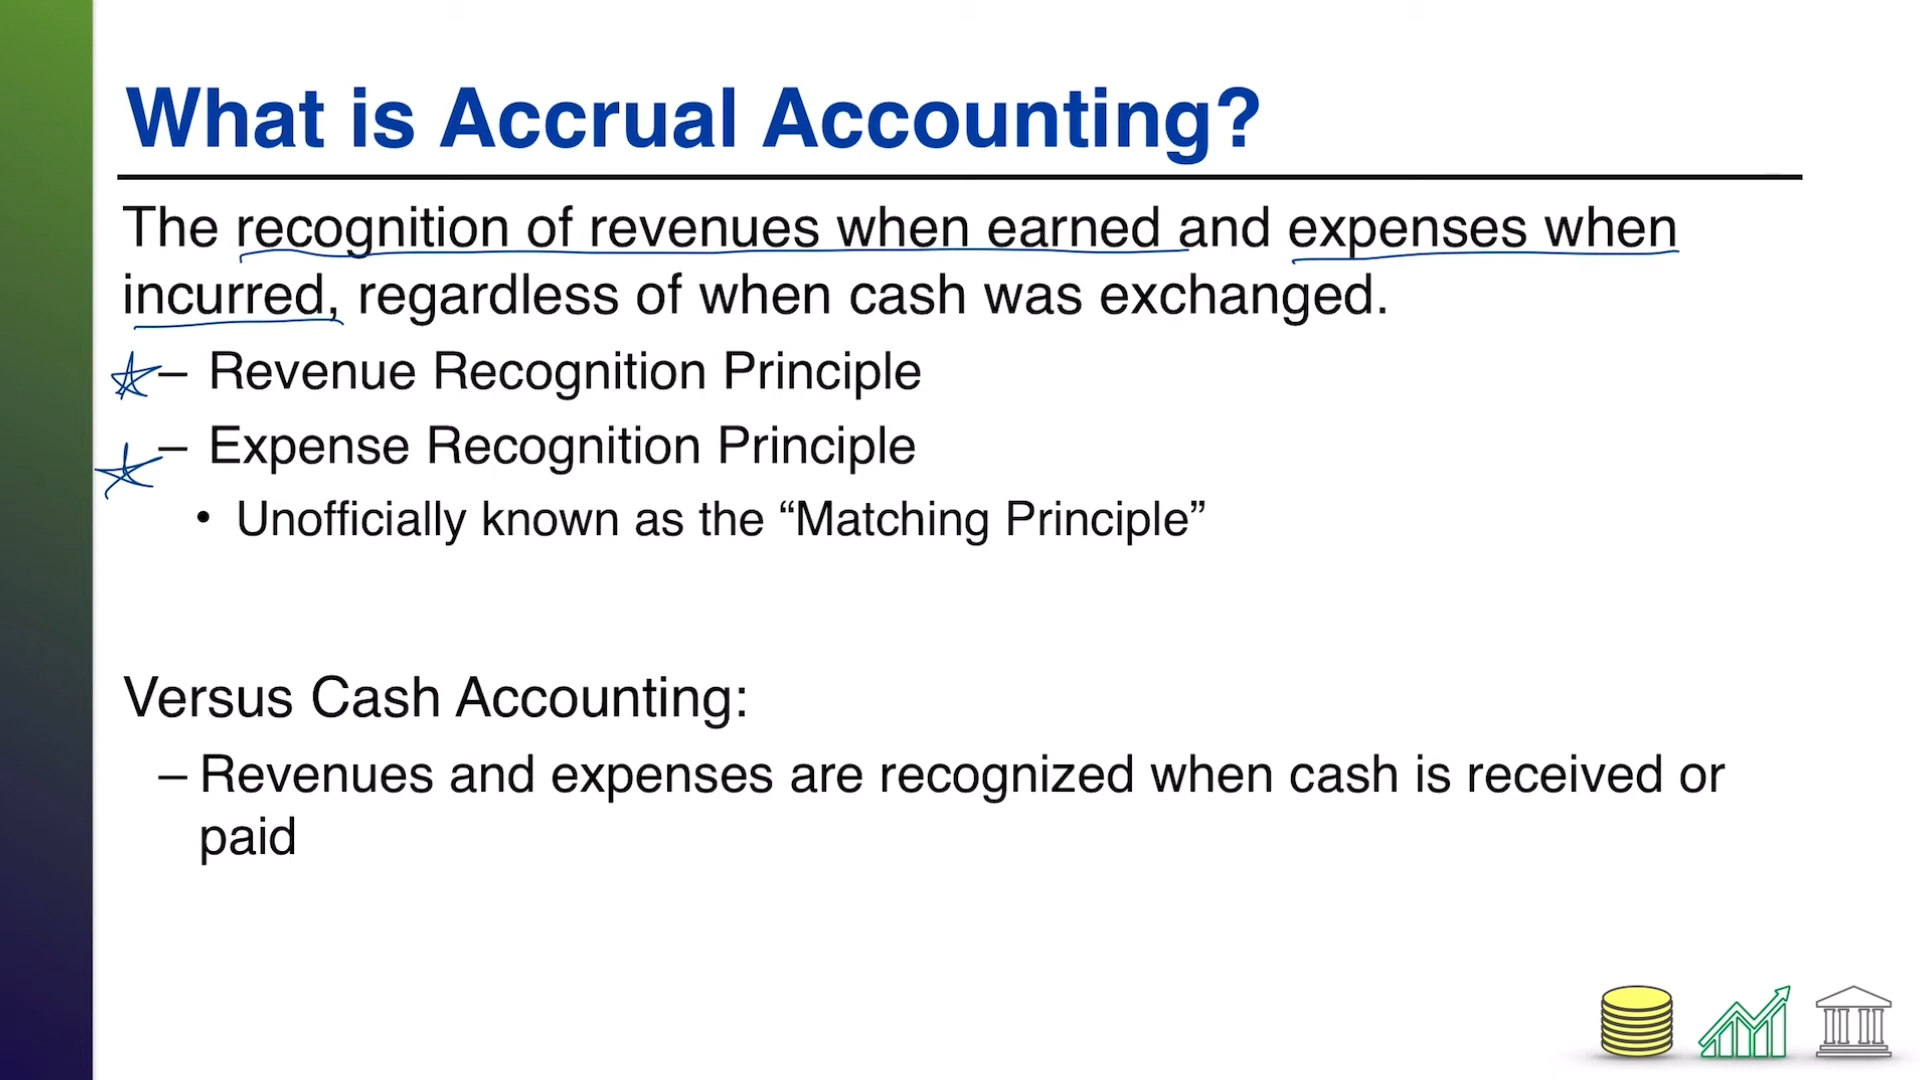 What is Accrual Accounting?
The recognition of revenues when earned and expenses when
incurred, regardless of when cash was exchanged.
– Revenue Recognition Principle
– Expense Recognition Principle
• Unofficially known as the “Matching Principle”
Versus Cash Accounting:
– Revenues and expenses are recognized when cash is received or
paid